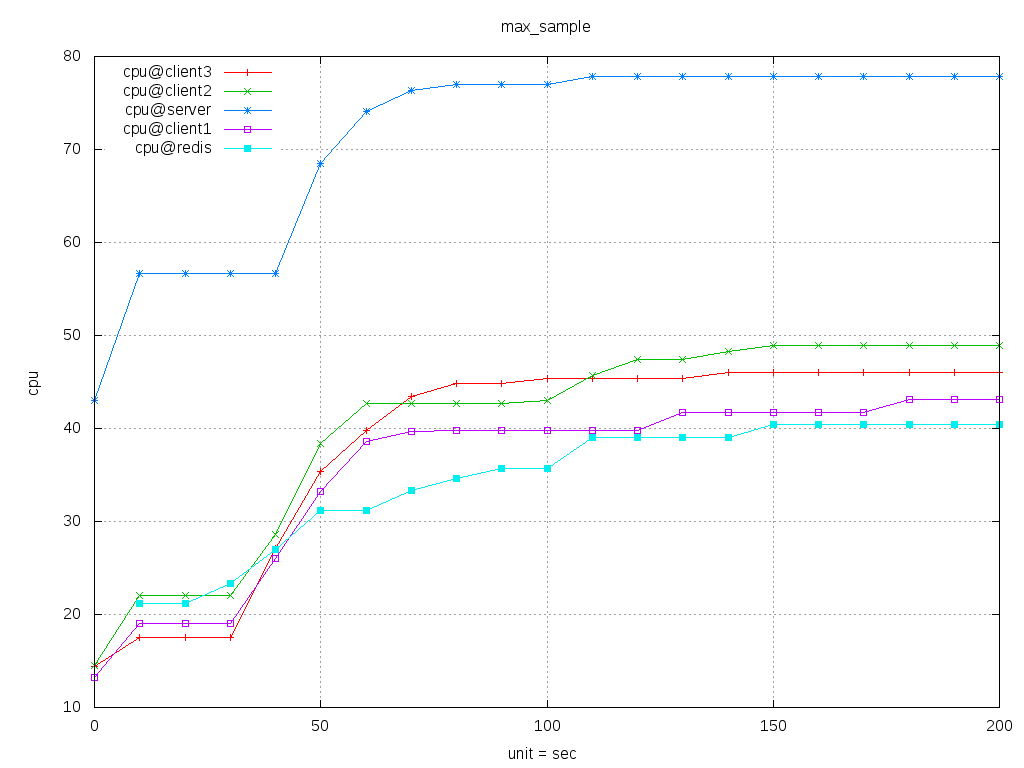 max_sample
80
70
60
50
40
30
20
10
cpu
cpu@client3
cpu@client2
cpu@server
cpu@client1
cpu@redis
0 50 100 150 200
unit = sec